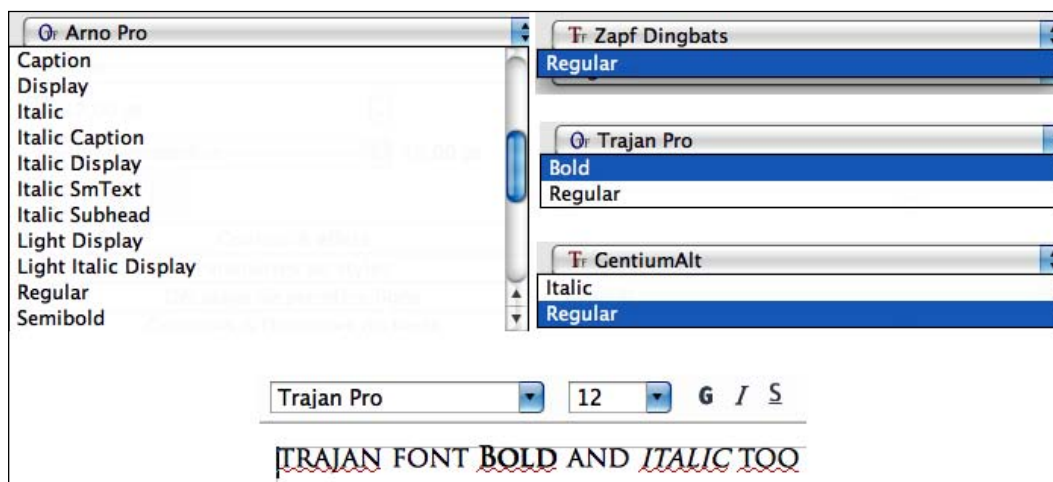 Arno Pro
Caption
Display
Italic
Italic Caption
Italic Display
Italic SmText
Italic Subhead
Light Display
Light Italic Display
Regular
Semibold
Zapf Dingbats
Regular
Trajan Pro
Bold
Regular
GentiumAlt
Italic
Regular
Trajan Pro 12 G I S
TRAJAN FONT BOLD AND ITALIC TOO